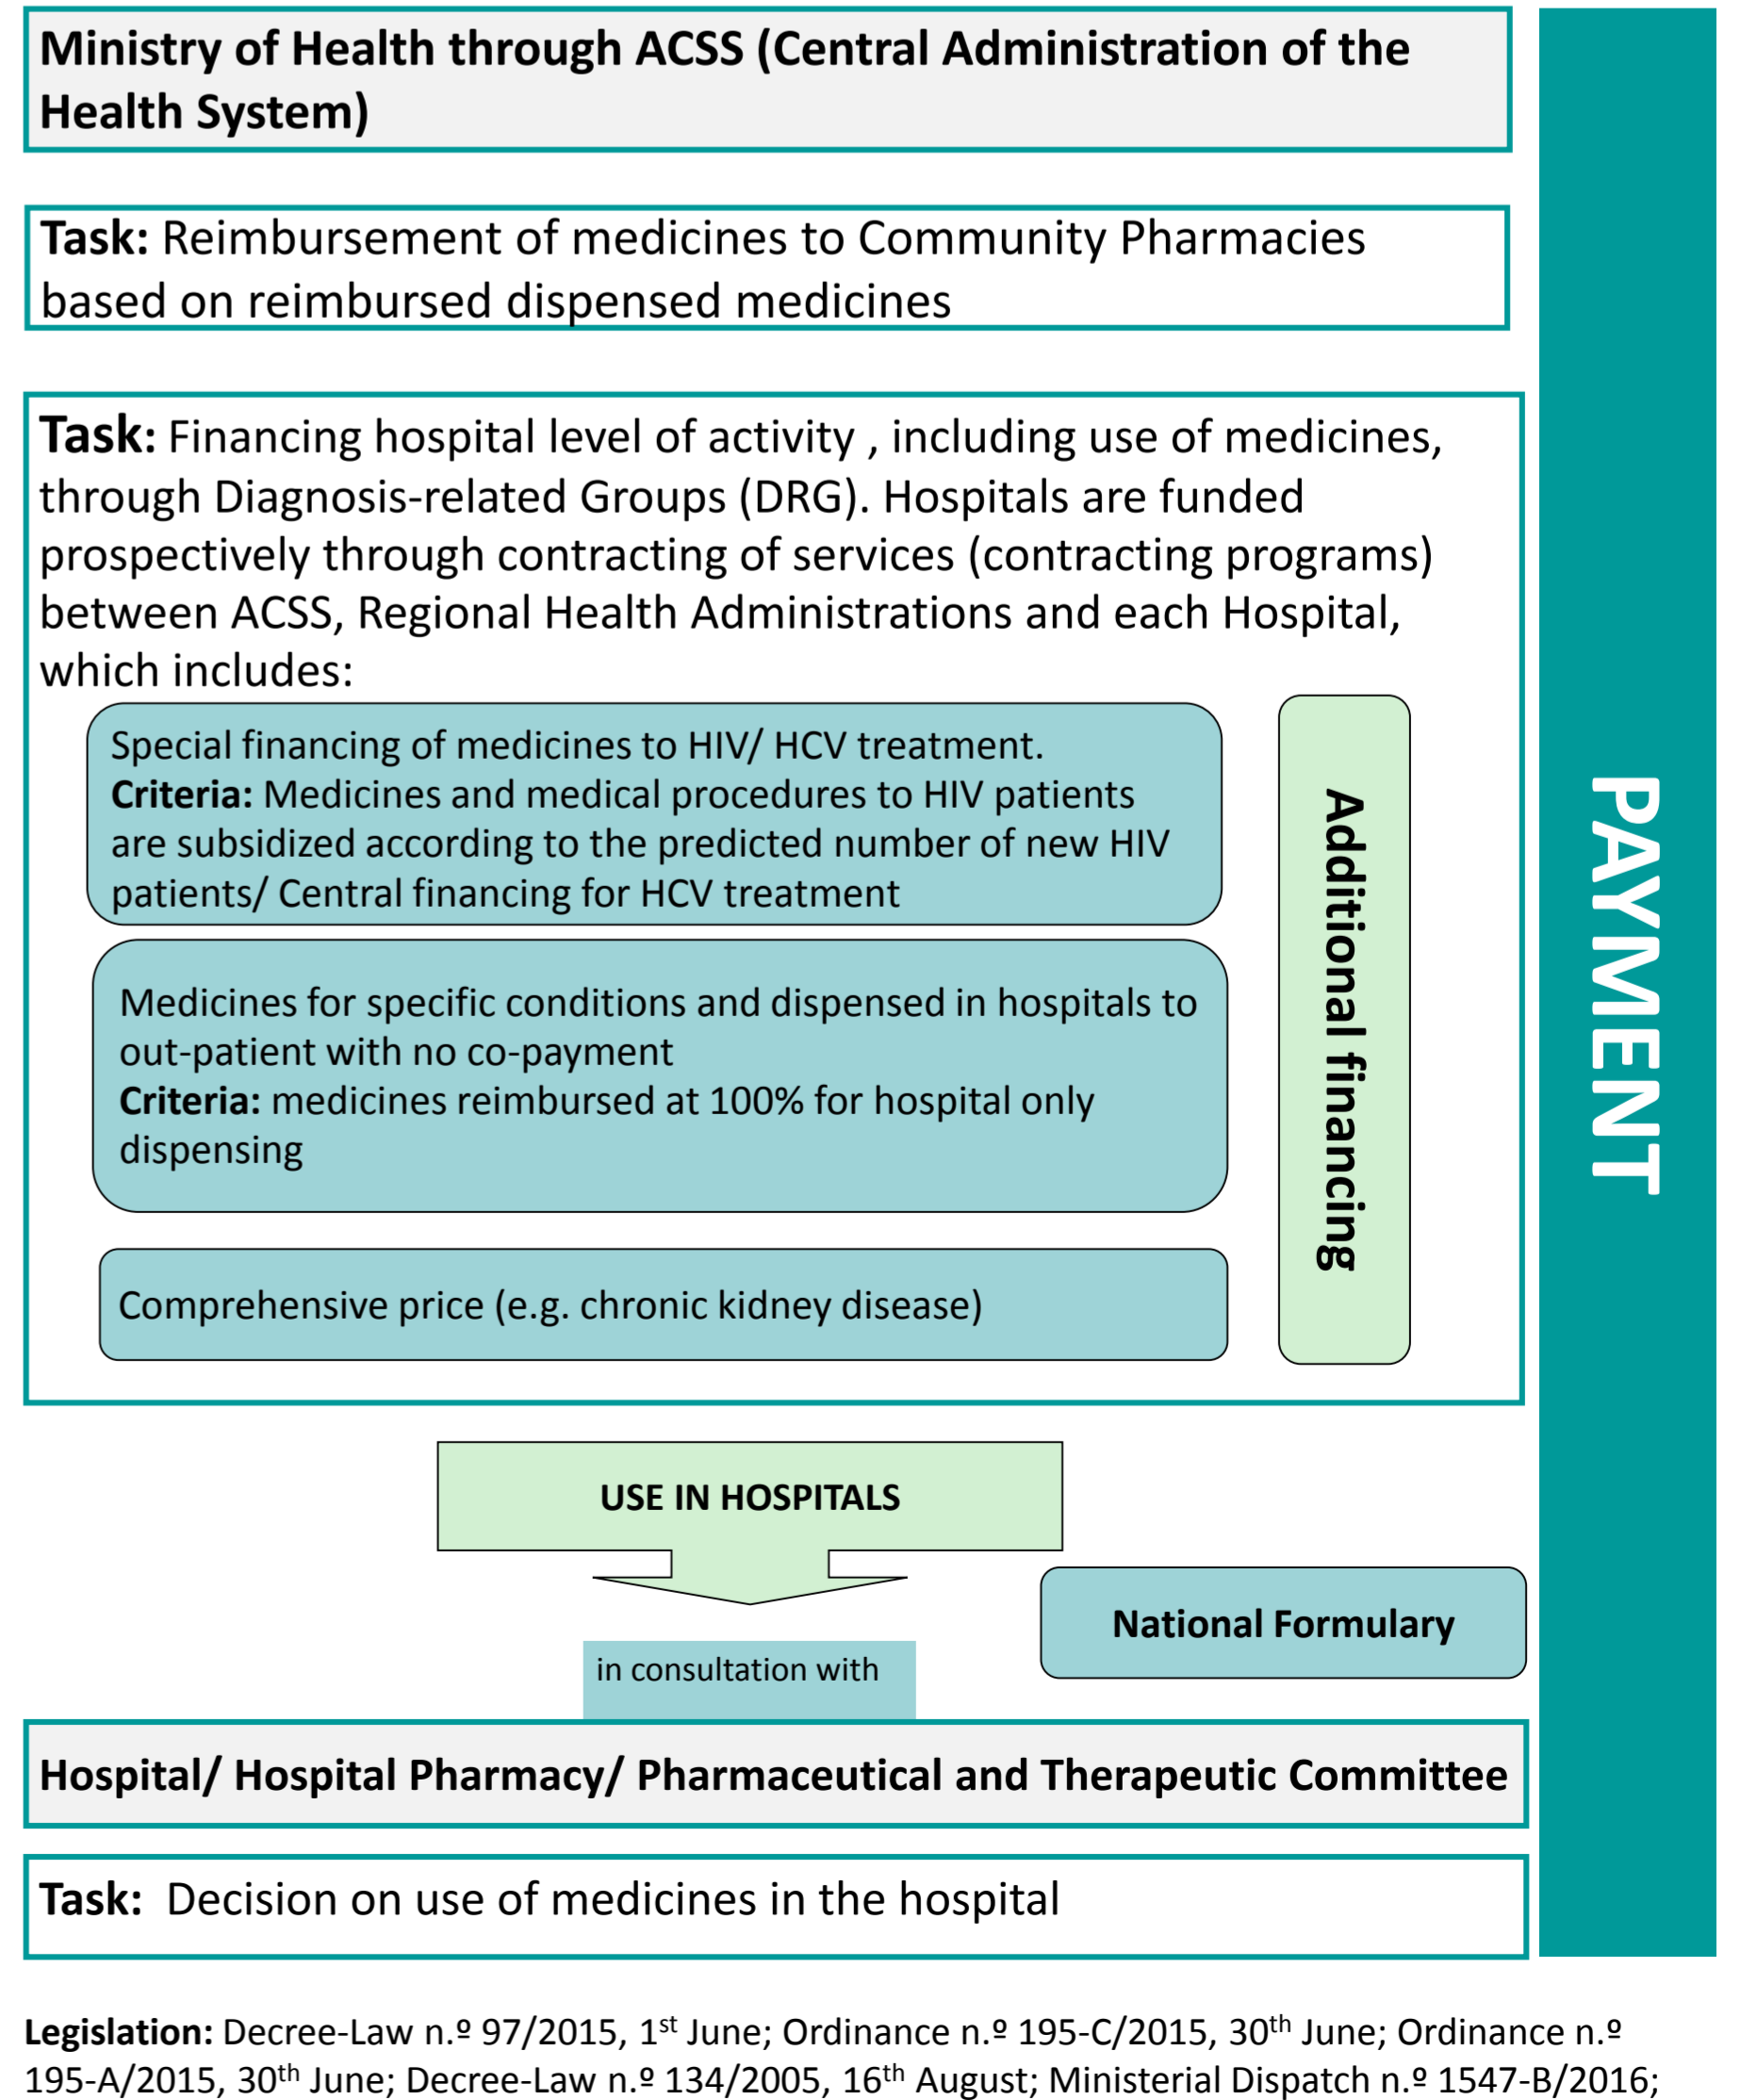 Ministry of Health through ACSS (Central Administration of the
Health System)
Task: Reimbursement of medicines to Community Pharmacies
based on reimbursed dispensed medicines
Task: Financing hospital level of activity , including use of medicines,
through Diagnosis-related Groups (DRG). Hospitals are funded
prospectively through contracting of services (contracting programs)
between ACSS, Regional Health Administrations and each Hospital,
which includes:
Special financing of medicines to HIV/ HCV treatment.
Criteria: Medicines and medical procedures to HIV patients
are subsidized according to the predicted number of new HIV
patients/ Central financing for HCV treatment
Medicines for specific conditions and dispensed in hospitals to
out-patient with no co-payment
Criteria: medicines reimbursed at 100% for hospital only
dispensing
Comprehensive price (e.g. chronic kidney disease)
Additional financing
PAYMENT
USE IN HOSPITALS
National Formulary
in consultation with
Hospital/ Hospital Pharmacy/ Pharmaceutical and Therapeutic Committee
Task: Decision on use of medicines in the hospital
Legislation: Decree-Law n.º 97/2015, 1st June; Ordinance n.º 195-C/2015, 30th June; Ordinance n.º
195-A/2015, 30th June; Decree-Law n.º 134/2005, 16th August; Ministerial Dispatch n.º 1547-B/2016;